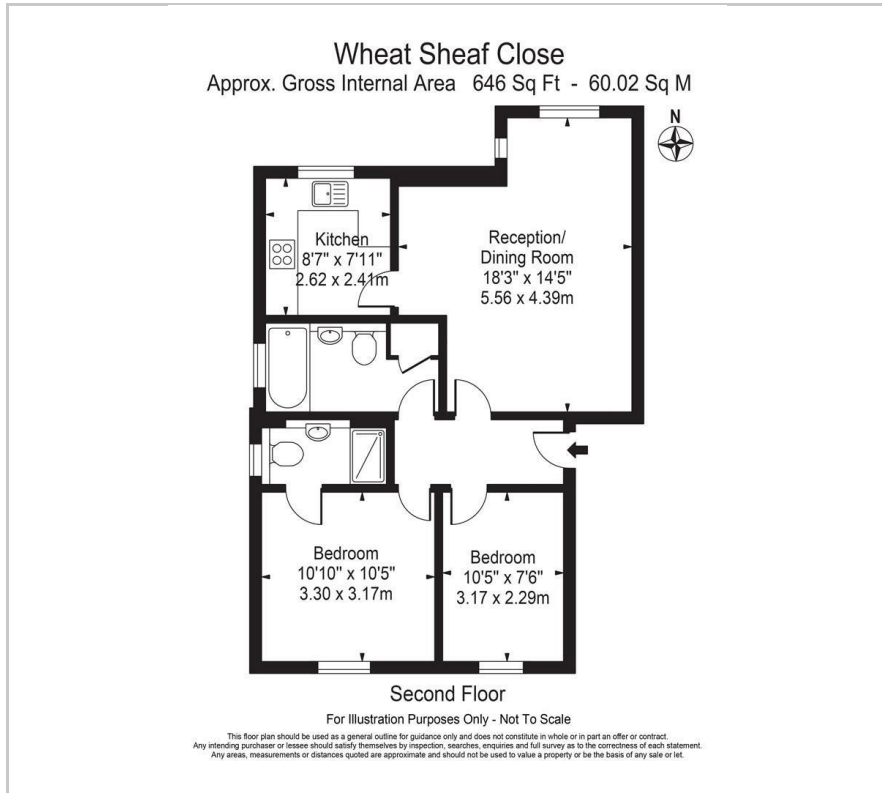 Wheat Sheaf Close
Approx. Gross Internal Area 646 Sq Ft - 60.02 Sq M
N
Kitchen
8'7" x 7'11"
2.62 x 2.41m
Reception/
Dining Room
18'3" x 14'5"
5.56 x 4.39m
Bedroom
10'10" x 10'5"
3.30 x 3.17m
Bedroom
10'5" x 7'6"
3.17 x 2.29m
Second Floor
For Illustration Purposes Only - Not To Scale
This floor plan should be used as a general outline for guidance only and does not constitute in whole or in part an offer or contract.
Any intending purchaser or lessee should satisfy themselves by inspection, searches, enquiries and full survey as to the correctness of each statement.
Any areas, measurements or distances quoted are approximate and should not be used to value a property or be the basis of any sale or let.